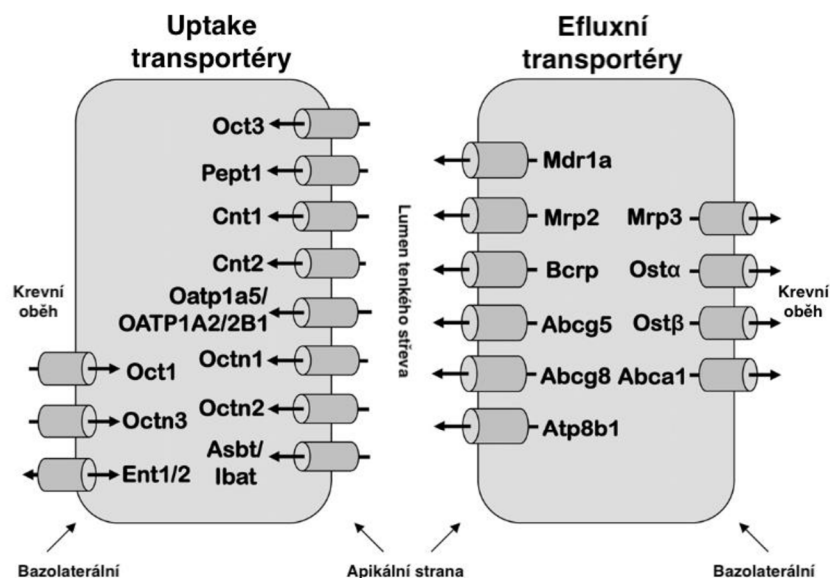 Uptake
transportéry
Efluxní
transportéry
Oct3
Pept1
Cnt1
Cnt2
Oatp1a5/
OATP1A2/2B1
Octn1
Octn2
Asbt/
Ibat
Krevní
oběh
Oct1
Octn3
Ent1/2
Lumen tenkého střeva
Mdr1a
Mrp2
Bcrp
Abcg5
Abcg8
Atp8b1
Mrp3
Ostα
Ostβ
Abca1
Krevní
oběh
Bazolaterální
Apikální strana
Bazolaterální